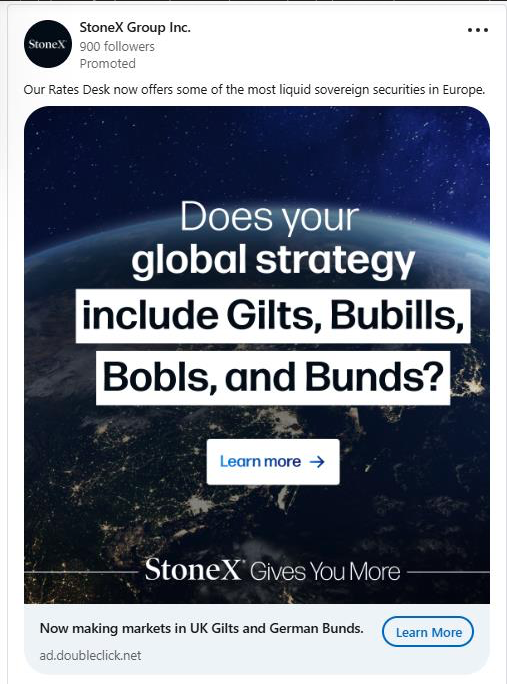 StoneX
StoneX Group Inc.
900 followers
Promoted
Our Rates Desk now offers some of the most liquid sovereign securities in Europe.
Does your
global strategy
include Gilts, Bubills,
Bobls, and Bunds?
Learn more →
StoneX® Gives You More
Now making markets in UK Gilts and German Bunds.
Learn More
ad.doubleclick.net